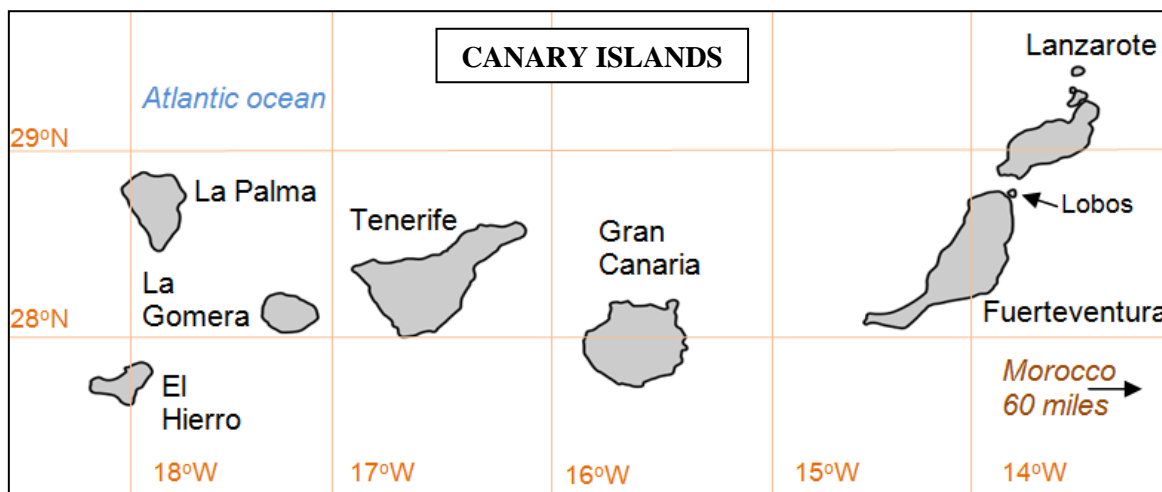 CANARY ISLANDS
Lanzarote
Atlantic ocean
29ºN
La Palma
Lobos
Tenerife
Gran
Canaria
La
Gomera
28ºN
Fuerteventura
El
Hierro
Morocco
60 miles
18ºW
17ºW
16ºW
15ºW
14ºW